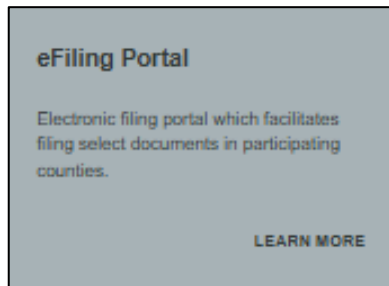 eFiling Portal
Electronic filing portal which facilitates
filing select documents in participating
counties.
LEARN MORE